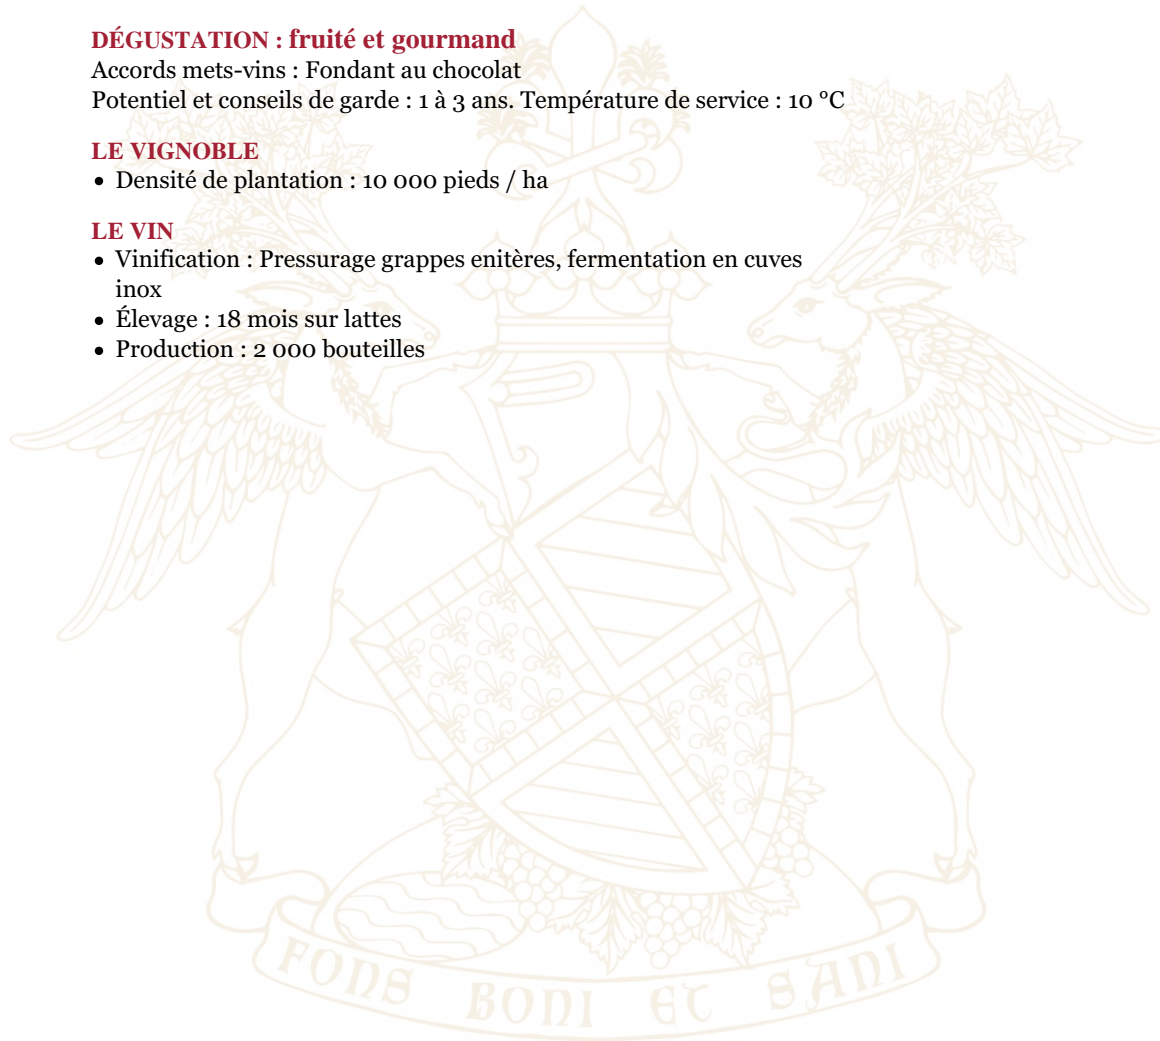 DÉGUSTATION : fruité et gourmand
Accords mets-vins : Fondant au chocolat
Potentiel et conseils de garde : 1 à 3 ans. Température de service : 10 °C
LE VIGNOBLE
• Densité de plantation : 10 000 pieds / ha
LE VIN
• Vinification : Pressurage grappes enitères, fermentation en cuves
inox
• Élevage : 18 mois sur lattes
• Production : 2 000 bouteilles
FONS BONI ET SANI